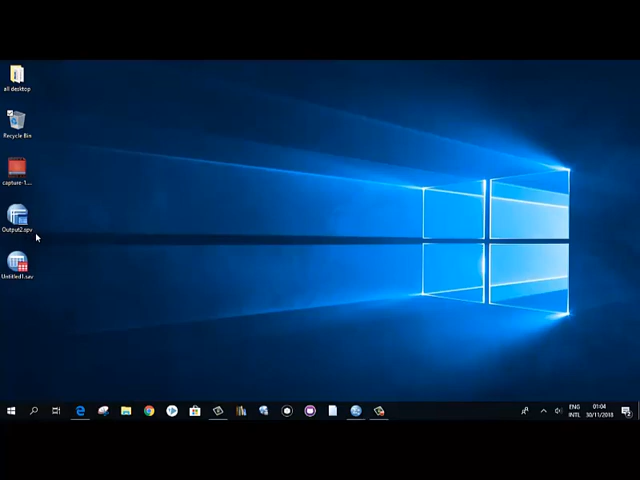 all desktop
Recycle Bin
capture-1....
Output2.spv
Untitled1.sav
ENG
INTL
01:04
30/11/2018